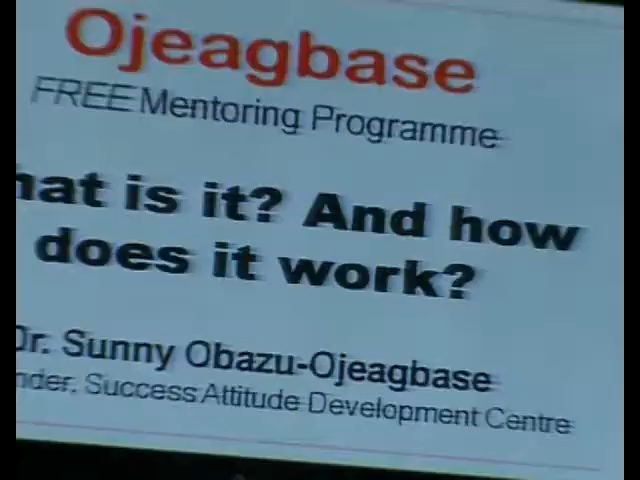 Ojeagbase
FREE Mentoring Programme
hat is it? And how
does it work?
Dr. Sunny Obazu-Ojeagbase
nder, Success Attitude Development Centre